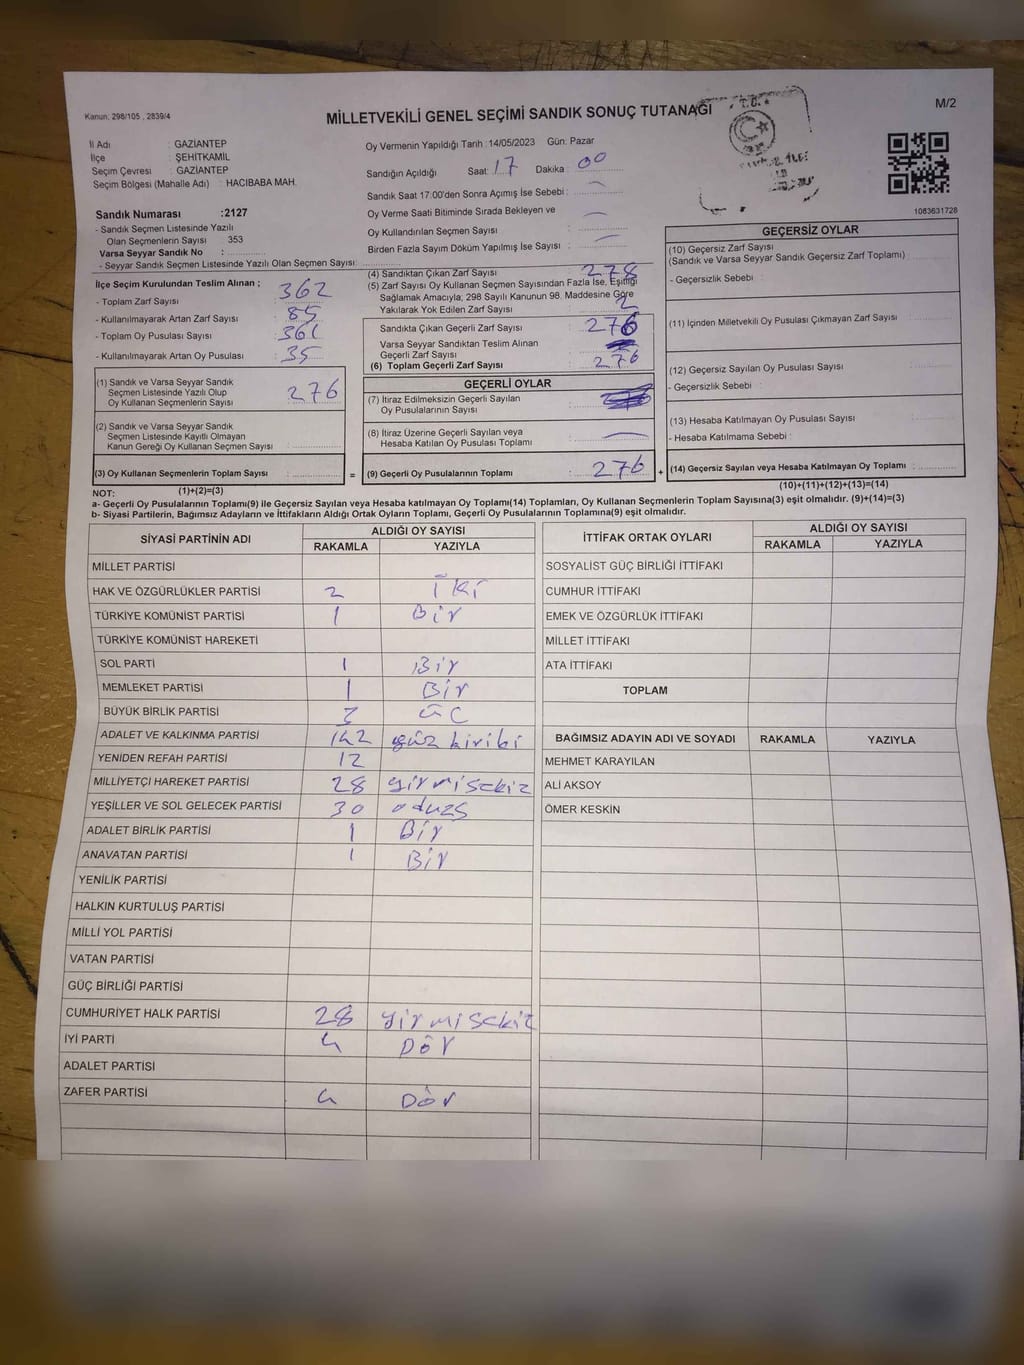 Kanun: 298/105 , 2839/4
MİLLETVEKİLİ GENEL SEÇİMİ SANDIK SONUÇ TUTANAĞI
T.C.
M/2
İl Adı : GAZİANTEP
İlçe : ŞEHİTKAMİL
Seçim Çevresi : GAZİANTEP
Seçim Bölgesi (Mahalle Adı) : HACIBABA MAH.
Sandık Numarası :2127
- Sandık Seçmen Listesinde Yazılı
Olan Seçmenlerin Sayısı 353
Varsa Seyyar Sandık No :
- Seyyar Sandık Seçmen Listesinde Yazılı Olan Seçmen Sayısı:
Oy Vermenin Yapıldığı Tarih :14/05/2023 Gün: Pazar
Sandığın Açıldığı Saat: 17 Dakika : 00
Sandık Saat 17:00'den Sonra Açımış İse Sebebi :
Oy Verme Saati Bitiminde Sırada Bekleyen ve
Oy Kullandırılan Seçmen Sayısı :
Birden Fazla Sayım Döküm Yapılmış İse Sayısı :
1083631728
İlçe Seçim Kurulundan Teslim Alınan ;
- Toplam Zarf Sayısı : 362
- Kullanılmayarak Artan Zarf Sayısı : 85
- Toplam Oy Pusulası Sayısı : 361
- Kullanılmayarak Artan Oy Pusulası : 35
(1) Sandık ve Varsa Seyyar Sandık
Seçmen Listesinde Yazılı Olup
Oy Kullanan Seçmenlerin Sayısı : 276
(2) Sandık ve Varsa Seyyar Sandık
Seçmen Listesinde Kayıtlı Olmayan
Kanun Gereği Oy Kullanan Seçmen Sayısı :
(3) Oy Kullanan Seçmenlerin Toplam Sayısı :
(4) Sandıktan Çıkan Zarf Sayısı : 278
(5) Zarf Sayısı Oy Kullanan Seçmen Sayısından Fazla İse, Eşitliği
Sağlamak Amacıyla; 298 Sayılı Kanunun 98. Maddesine Göre
Yakılarak Yok Edilen Zarf Sayısı : 2
Sandıkta Çıkan Geçerli Zarf Sayısı : 276
Varsa Seyyar Sandıktan Teslim Alınan
Geçerli Zarf Sayısı :
(6) Toplam Geçerli Zarf Sayısı : 276
GEÇERLİ OYLAR
(7) İtiraz Edilmeksizin Geçerli Sayılan
Oy Pusulalarının Sayısı :
(8) İtiraz Üzerine Geçerli Sayılan veya
Hesaba Katılan Oy Pusulası Toplamı :
= (9) Geçerli Oy Pusulalarının Toplamı : 276 +
GEÇERSİZ OYLAR
(10) Geçersiz Zarf Sayısı :
(Sandık ve Varsa Seyyar Sandık Geçersiz Zarf Toplamı)
- Geçersizlik Sebebi :
(11) İçinden Milletvekili Oy Pusulası Çıkmayan Zarf Sayısı :
(12) Geçersiz Sayılan Oy Pusulası Sayısı :
- Geçersizlik Sebebi :
(13) Hesaba Katılmayan Oy Pusulası Sayısı :
- Hesaba Katılmama Sebebi :
(14) Geçersiz Sayılan veya Hesaba Katılmayan Oy Toplamı :
NOT: (1)+(2)=(3)
(10)+(11)+(12)+(13)=(14)
a- Geçerli Oy Pusulalarının Toplamı(9) ile Geçersiz Sayılan veya Hesaba katılmayan Oy Toplamı(14) Toplamları, Oy Kullanan Seçmenlerin Toplam Sayısına(3) eşit olmalıdır. (9)+(14)=(3)
b- Siyasi Partilerin, Bağımsız Adayların ve İttifakların Aldığı Ortak Oyların Toplamı, Geçerli Oy Pusulalarının Toplamına(9) eşit olmalıdır.
SİYASİ PARTİNİN ADI ALDIĞI OY SAYISI
RAKAMLA YAZIYLA
MİLLET PARTİSİ
HAK VE ÖZGÜRLÜKLER PARTİSİ 2 iki
TÜRKİYE KOMÜNİST PARTİSİ 1 Bir
TÜRKİYE KOMÜNİST HAREKETİ
SOL PARTİ 1 Bir
MEMLEKET PARTİSİ 1 Bir
BÜYÜK BİRLİK PARTİSİ 3 üç
ADALET VE KALKINMA PARTİSİ 142
YENİDEN REFAH PARTİSİ 12
MİLLİYETÇİ HAREKET PARTİSİ 28 yirmisekiz
YEŞİLLER VE SOL GELECEK PARTİSİ 30
ADALET BİRLİK PARTİSİ 1 Bir
ANAVATAN PARTİSİ 1 Bir
YENİLİK PARTİSİ
HALKIN KURTULUŞ PARTİSİ
MİLLİ YOL PARTİSİ
VATAN PARTİSİ
GÜÇ BİRLİĞİ PARTİSİ
CUMHURİYET HALK PARTİSİ 28 yirmisekiz
İYİ PARTİ 4 DÖr
ADALET PARTİSİ
ZAFER PARTİSİ 4 DÖr
İTTİFAK ORTAK OYLARI ALDIĞI OY SAYISI
RAKAMLA YAZIYLA
SOSYALİST GÜÇ BİRLİĞİ İTTİFAKI
CUMHUR İTTİFAKI
EMEK VE ÖZGÜRLÜK İTTİFAKI
MİLLET İTTİFAKI
ATA İTTİFAKI
TOPLAM
BAĞIMSIZ ADAYIN ADI VE SOYADI RAKAMLA YAZIYLA
MEHMET KARAYILAN
ALİ AKSOY
ÖMER KESKİN